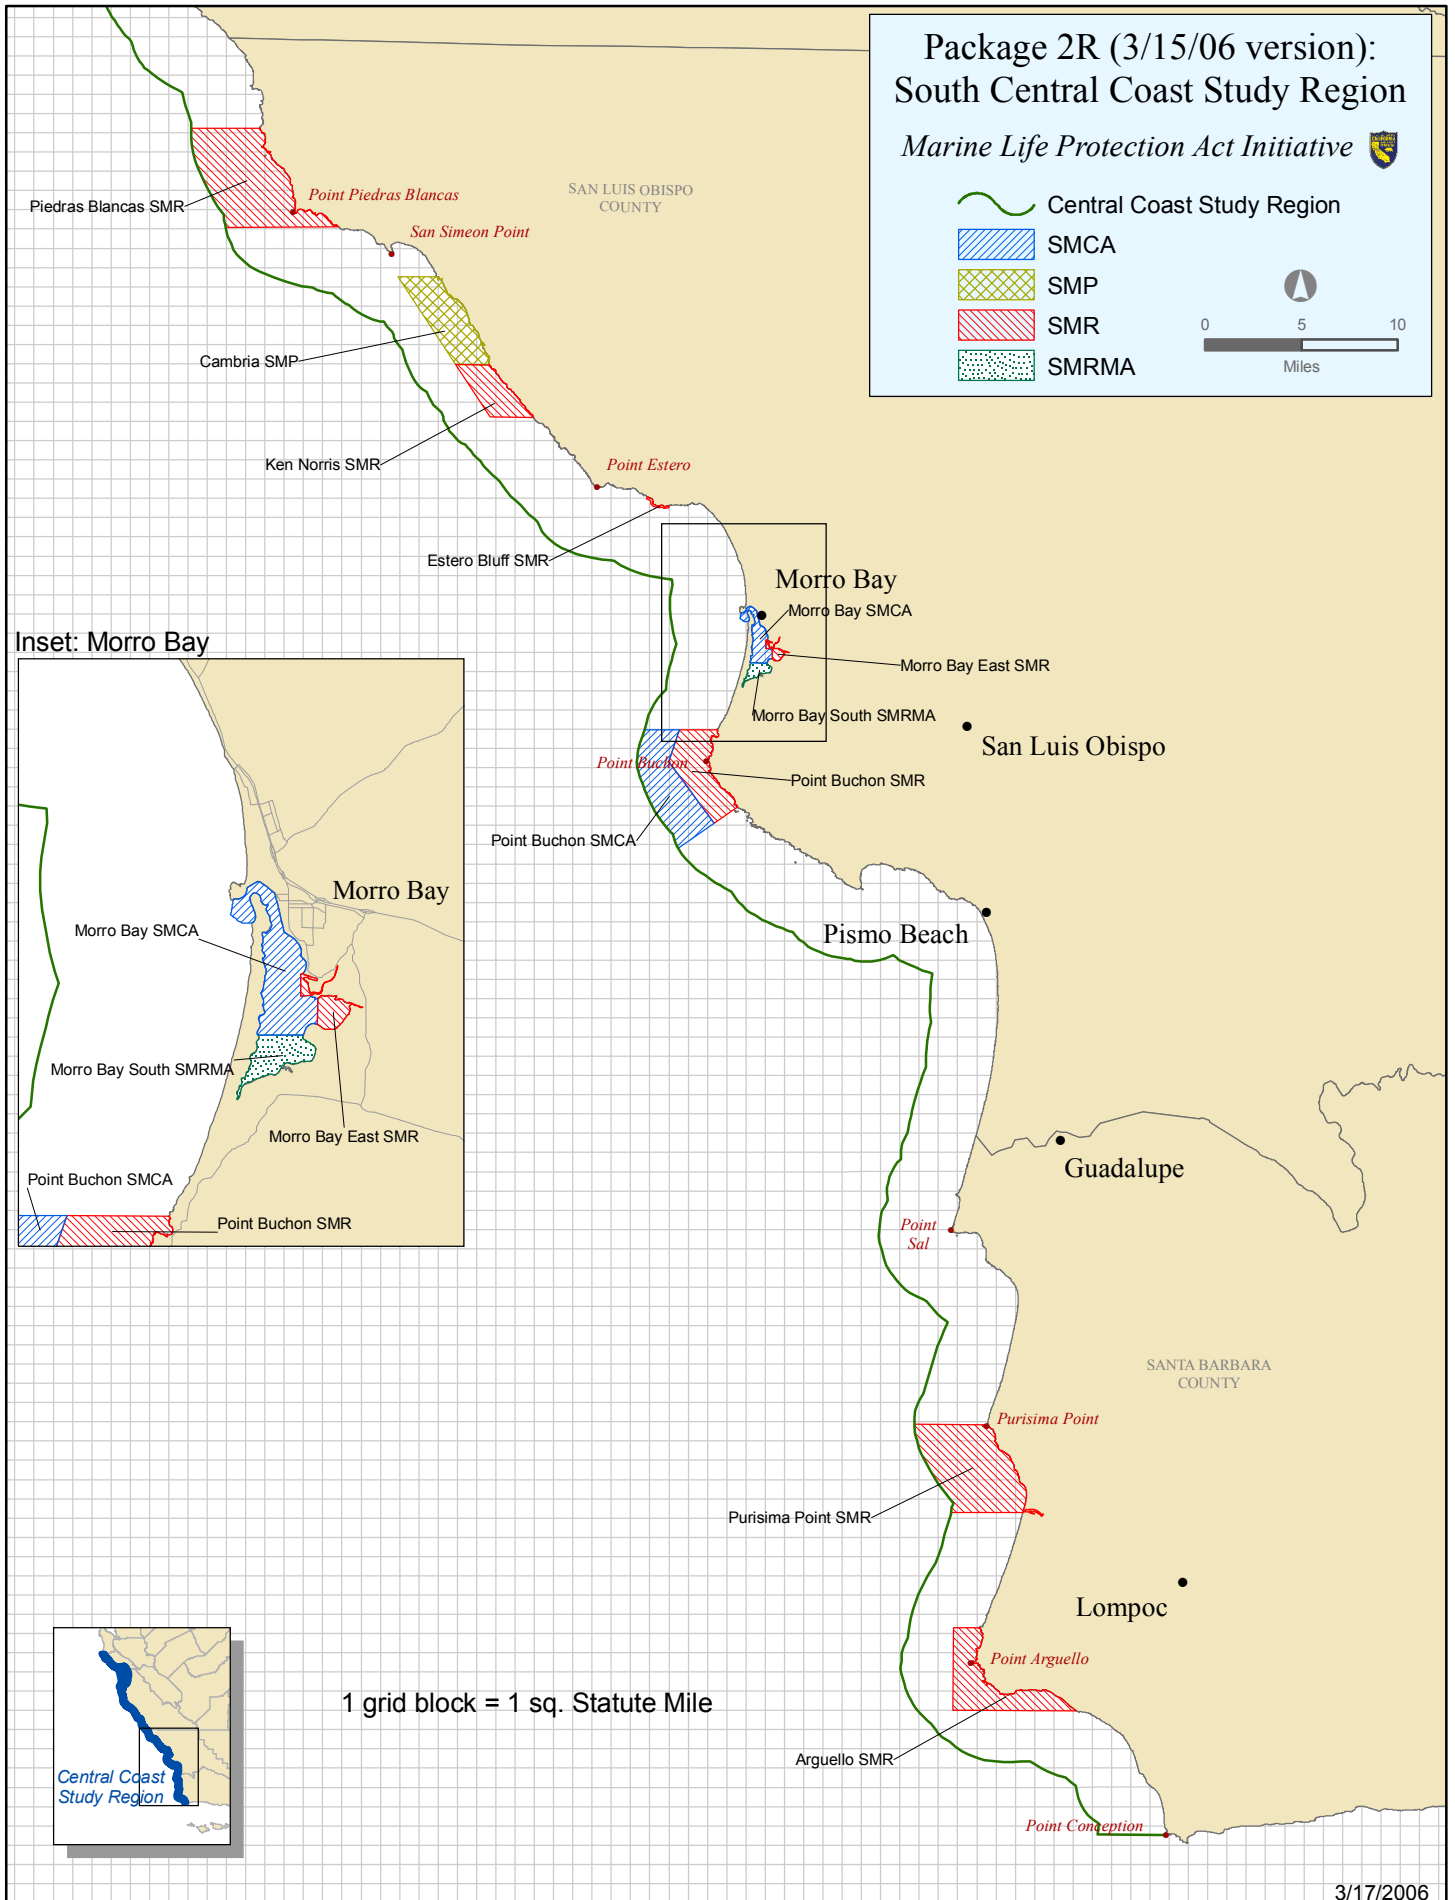 Package 2R (3/15/06 version):
South Central Coast Study Region
Marine Life Protection Act Initiative
Central Coast Study Region
SMCA
SMP
SMR
SMRMA
0 5 10
Miles
SAN LUIS OBISPO
COUNTY
Point Piedras Blancas
Piedras Blancas SMR
San Simeon Point
Cambria SMP
Ken Norris SMR
Point Estero
Estero Bluff SMR
Morro Bay
Morro Bay SMCA
Morro Bay East SMR
Morro Bay South SMRMA
San Luis Obispo
Point Buchon
Point Buchon SMR
Point Buchon SMCA
Pismo Beach
Inset: Morro Bay
Morro Bay
Morro Bay SMCA
Morro Bay South SMRMA
Morro Bay East SMR
Point Buchon SMCA
Point Buchon SMR
Guadalupe
Point
Sal
SANTA BARBARA
COUNTY
Purisima Point
Purisima Point SMR
Lompoc
Point Arguello
Arguello SMR
Point Conception
1 grid block = 1 sq. Statute Mile
Central Coast
Study Region
3/17/2006